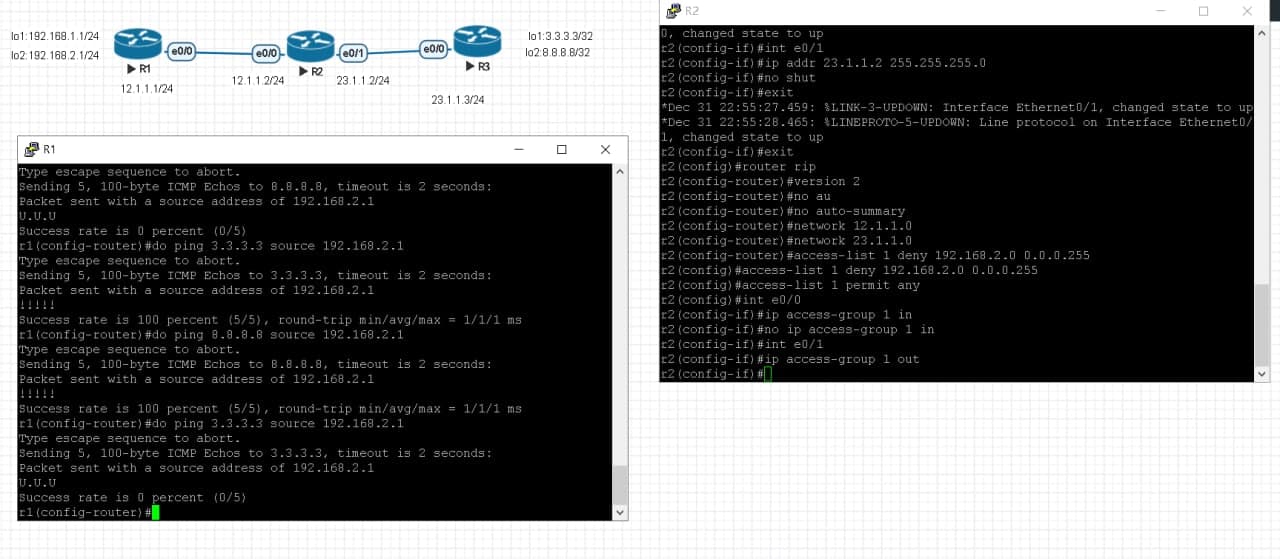 lo1:192.168.1.1/24
lo2:192.168.2.1/24
e0/0
R1
12.1.1.1/24
e0/0
12.1.1.2/24
R2
e0/1
23.1.1.2/24
e0/0
R3
23.1.1.3/24
lo1:3.3.3.3/32
lo2:8.8.8.8/32
R1
Type escape sequence to abort.
Sending 5, 100-byte ICMP Echos to 8.8.8.8, timeout is 2 seconds:
Packet sent with a source address of 192.168.2.1
U.U.U
Success rate is 0 percent (0/5)
r1(config-router)#do ping 3.3.3.3 source 192.168.2.1
Type escape sequence to abort.
Sending 5, 100-byte ICMP Echos to 3.3.3.3, timeout is 2 seconds:
Packet sent with a source address of 192.168.2.1
!!!!!
Success rate is 100 percent (5/5), round-trip min/avg/max = 1/1/1 ms
r1(config-router)#do ping 8.8.8.8 source 192.168.2.1
Type escape sequence to abort.
Sending 5, 100-byte ICMP Echos to 8.8.8.8, timeout is 2 seconds:
Packet sent with a source address of 192.168.2.1
!!!!!
Success rate is 100 percent (5/5), round-trip min/avg/max = 1/1/1 ms
r1(config-router)#do ping 3.3.3.3 source 192.168.2.1
Type escape sequence to abort.
Sending 5, 100-byte ICMP Echos to 3.3.3.3, timeout is 2 seconds:
Packet sent with a source address of 192.168.2.1
U.U.U
Success rate is 0 percent (0/5)
r1(config-router)#
R2
0, changed state to up
r2(config-if)#int e0/1
r2(config-if)#ip addr 23.1.1.2 255.255.255.0
r2(config-if)#no shut
r2(config-if)#exit
*Dec 31 22:55:27.459: %LINK-3-UPDOWN: Interface Ethernet0/1, changed state to up
*Dec 31 22:55:28.465: %LINEPROTO-5-UPDOWN: Line protocol on Interface Ethernet0/
1, changed state to up
r2(config-if)#exit
r2(config)#router rip
r2(config-router)#version 2
r2(config-router)#no au
r2(config-router)#no auto-summary
r2(config-router)#network 12.1.1.0
r2(config-router)#network 23.1.1.0
r2(config-router)#access-list 1 deny 192.168.2.0 0.0.0.255
r2(config)#access-list 1 deny 192.168.2.0 0.0.0.255
r2(config)#access-list 1 permit any
r2(config)#int e0/0
r2(config-if)#ip access-group 1 in
r2(config-if)#no ip access-group 1 in
r2(config-if)#int e0/1
r2(config-if)#ip access-group 1 out
r2(config-if)#